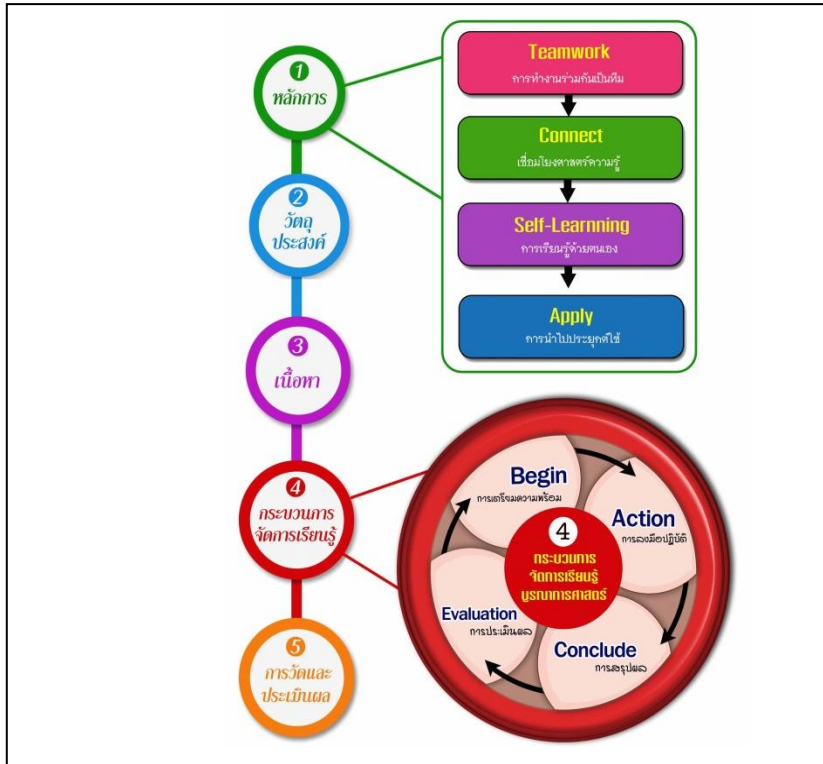 1
หลักการ
Teamwork
การทำงานร่วมกันเป็นทีม
Connect
เชื่อมโยงศาสตร์ความรู้
Self-Learnning
การเรียนรู้ด้วยตนเอง
Apply
การนำไปประยุกต์ใช้
2
วัตถุ
ประสงค์
3
เนื้อหา
4
กระบวนการ
จัดการเรียนรู้
Begin
การเตรียมความพร้อม
Action
การลงมือปฏิบัติ
Conclude
การสรุปผล
Evaluation
การประเมินผล
4
กระบวนการ
จัดการเรียนรู้
บูรณาการศาสตร์
5
การวัดและ
ประเมินผล